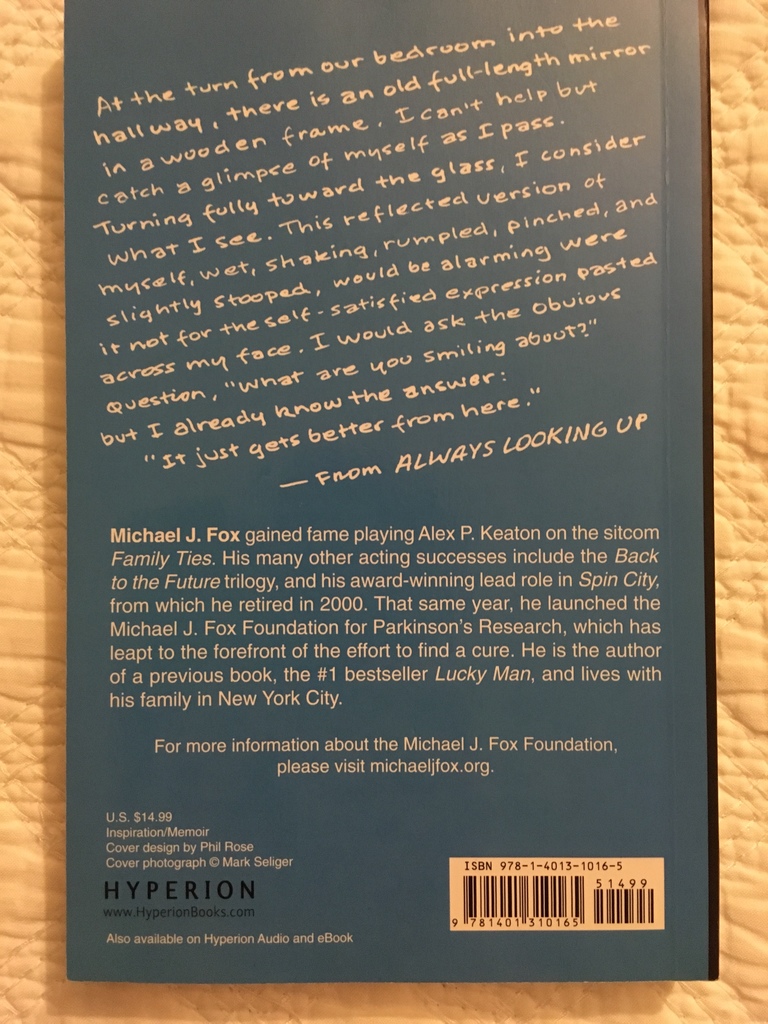 At the turn from our bedroom into the
hallway, there is an old full-length mirror
in a wooden frame. I can't help but
catch a glimpse of myself as I pass.
Turning fully toward the glass, I consider
what I see. This reflected version of
myself, wet, shaking, rumpled, pinched, and
slightly stooped, would be alarming were
it not for the self-satisfied expression pasted
across my face. I would ask the obvious
question, "What are you smiling about?"
but I already know the answer:
"It just gets better from here."
— FROM ALWAYS LOOKING UP
Michael J. Fox gained fame playing Alex P. Keaton on the sitcom
Family Ties. His many other acting successes include the Back
to the Future trilogy, and his award-winning lead role in Spin City,
from which he retired in 2000. That same year, he launched the
Michael J. Fox Foundation for Parkinson's Research, which has
leapt to the forefront of the effort to find a cure. He is the author
of a previous book, the #1 bestseller Lucky Man, and lives with
his family in New York City.
For more information about the Michael J. Fox Foundation,
please visit michaeljfox.org.
U.S. $14.99
Inspiration/Memoir
Cover design by Phil Rose
Cover photograph © Mark Seliger
HYPERION
www.HyperionBooks.com
Also available on Hyperion Audio and eBook
ISBN 978-1-4013-1016-5
51499
9 781401 310165